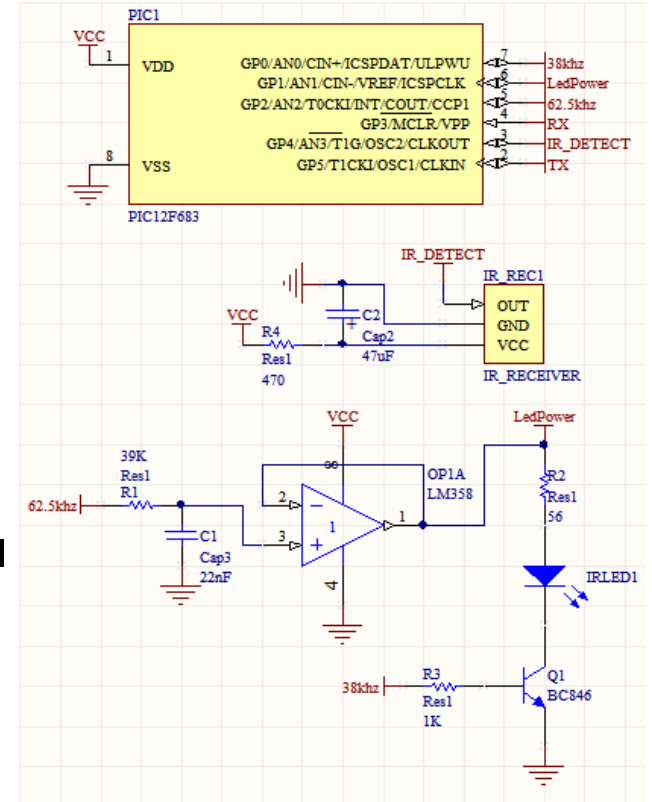 PIC1
VCC
1
VDD
GP0/AN0/CIN+/ICSPDAT/ULPWU
7
38khz
GP1/AN1/CIN-/VREF/ICSPCLK
6
LedPower
GP2/AN2/T0CKI/INT/COUT/CCP1
5
62.5khz
GP3/MCLR/VPP
4
RX
GP4/AN3/T1G/OSC2/CLKOUT
3
IR_DETECT
8
VSS
GP5/T1CKI/OSC1/CLKIN
2
TX
PIC12F683
IR_DETECT
IR_REC1
OUT
GND
VCC
IR_RECEIVER
C2
Cap2
47uF
VCC
R4
Res1
470
VCC
LedPower
39K
Res1
R1
62.5khz
C1
Cap3
22nF
8
2
3
1
1
4
OP1A
LM358
R2
Res1
56
IRLED1
38khz
R3
Res1
1K
Q1
BC846